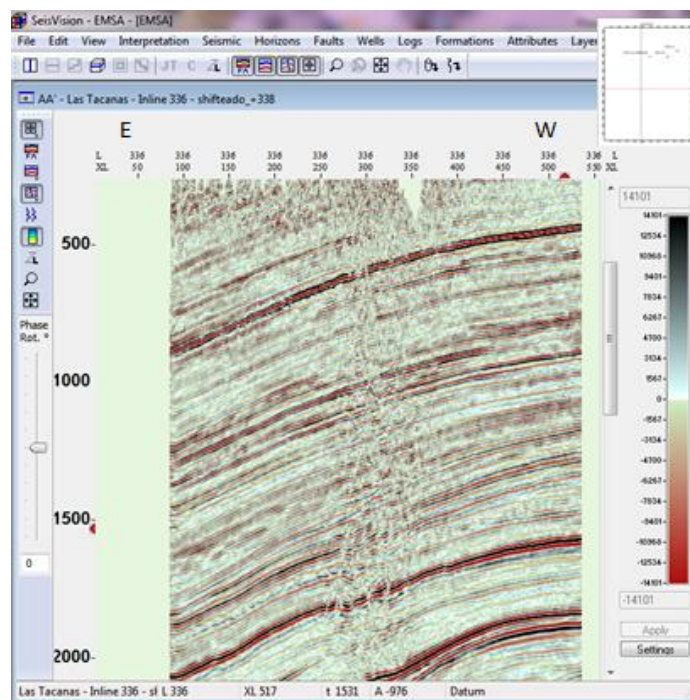 SeisVision - EMSA - [EMSA]
File Edit View Interpretation Seismic Horizons Faults Wells Logs Formations Attributes Layer
JT C
AA' - Las Tacanas - Inline 336 - shifteado_+338
E W
L 336 336 336 336 336 336 336 336 336 336 33 L
XL 50 100 150 200 250 300 350 400 450 500 5 50 XL
14101
500
1000
1500
2000
Phase
Rot. °
0
14101
12534
10968
9401
7834
6267
4700
3134
1567
0
-1567
-3134
-4700
-6267
-7834
-9401
-10968
-12534
-14101
-14101
Apply
Settings
Las Tacanas - Inline 336 - sl L 336 XL 517 t 1531 A -976 Datum